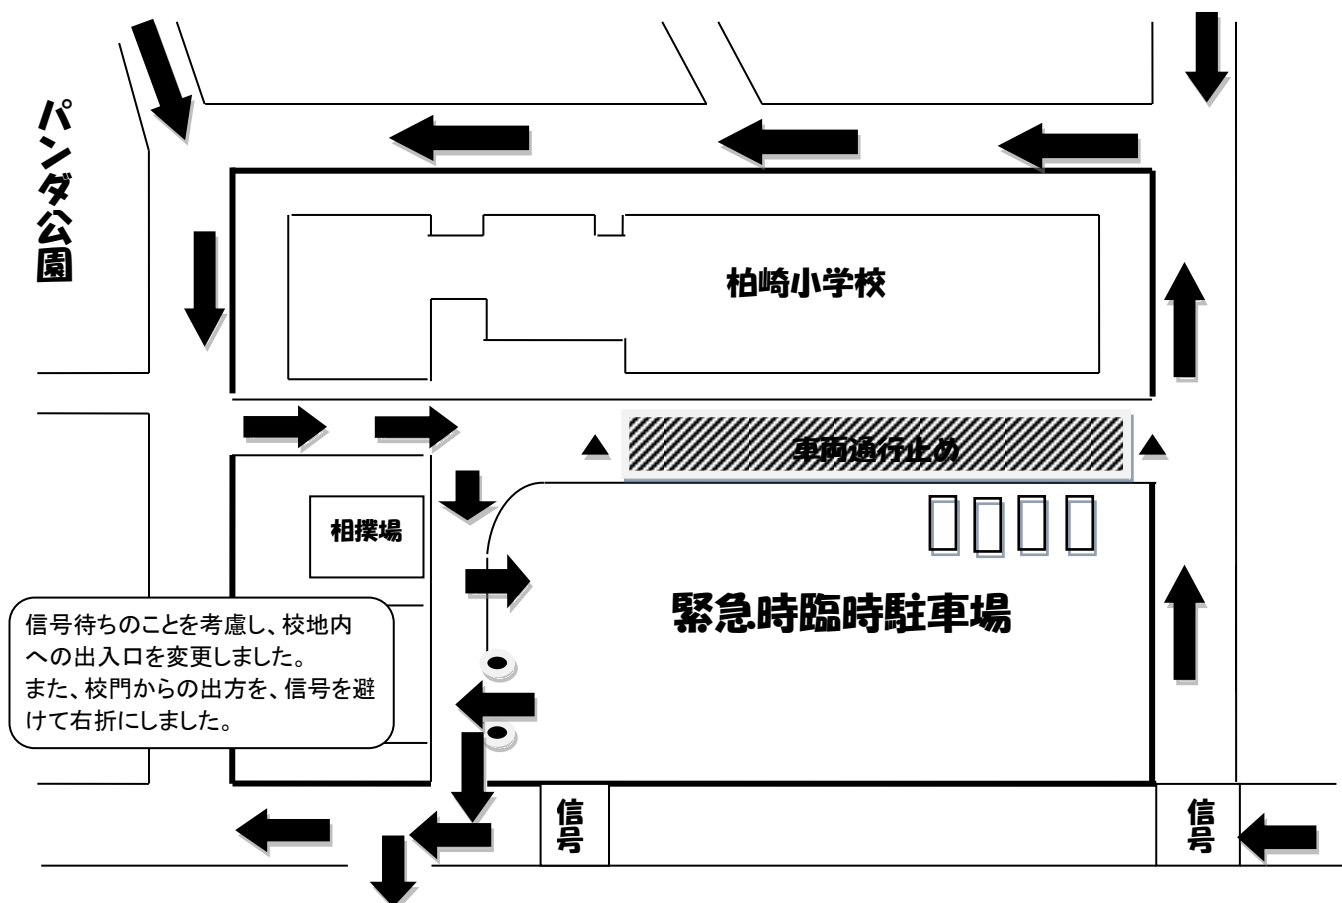 パンダ公園
柏崎小学校
車両通行止め
相撲場
緊急時臨時駐車場
信号待ちのことを考慮し、校地内
への出入口を変更しました。
また、校門からの出方を、信号を避
けて右折にしました。
信号
信号